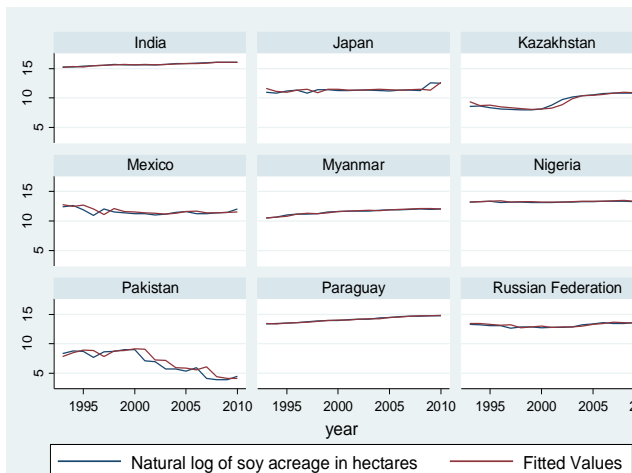 India Japan Kazakhstan
15
10
5
Mexico Myanmar Nigeria
15
10
5
Pakistan Paraguay Russian Federation
15
10
5
1995 2000 2005 2010 1995 2000 2005 2010 1995 2000 2005
year
Natural log of soy acreage in hectares Fitted Values